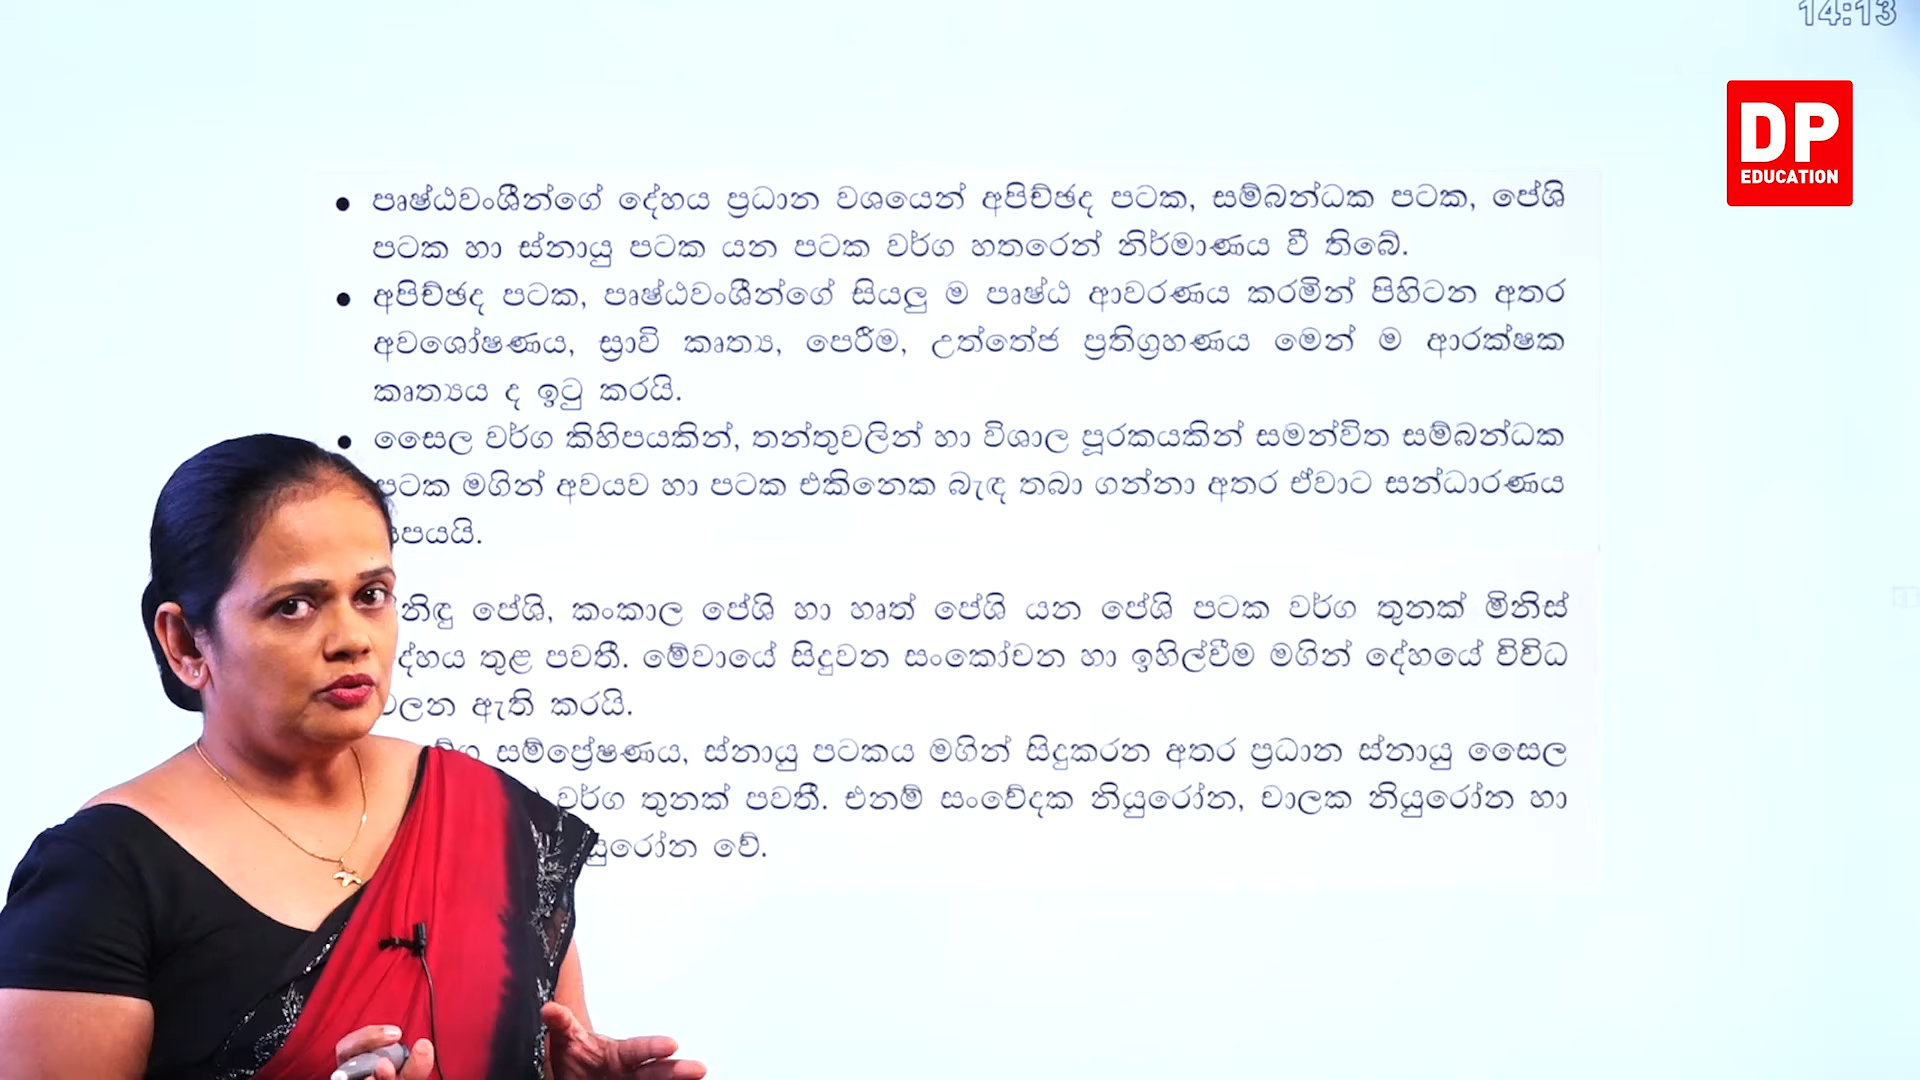 14:13
DP
EDUCATION
● පෘෂ්ඨවංශීන්ගේ දේහය ප්‍රධාන වශයෙන් අපිච්ඡද පටක, සම්බන්ධක පටක, පේශි
පටක හා ස්නායු පටක යන පටක වර්ග හතරෙන් නිර්මාණය වී තිබේ.
● අපිච්ඡද පටක, පෘෂ්ඨවංශීන්ගේ සියලු ම පෘෂ්ඨ ආවරණය කරමින් පිහිටන අතර
අවශෝෂණය, ස්‍රාවි කෘත්‍ය, පෙරීම, උත්තේජ ප්‍රතිග්‍රහණය මෙන් ම ආරක්ෂක
කෘත්‍යය ද ඉටු කරයි.
● සෛල වර්ග කිහිපයකින්, තන්තුවලින් හා විශාල පූරකයකින් සමන්විත සම්බන්ධක
පටක මගින් අවයව හා පටක එකිනෙක බැඳ තබා ගන්නා අතර ඒවාට සන්ධාරණය
පේශි, කංකාල පේශි හා හෘත් පේශි යන පේශි පටක වර්ග තුනක් මිනිස්
තුළ පවතී. මේවායේ සිදුවන සංකෝචන හා ඉහිල්වීම මගින් දේහයේ විවිධ
ඇති කරයි.
සම්ප්‍රේෂණය, ස්නායු පටකය මගින් සිදුකරන අතර ප්‍රධාන ස්නායු සෛල
වර්ග තුනක් පවතී. එනම් සංවේදක නියුරෝන, චාලක නියුරෝන හා
වේ.